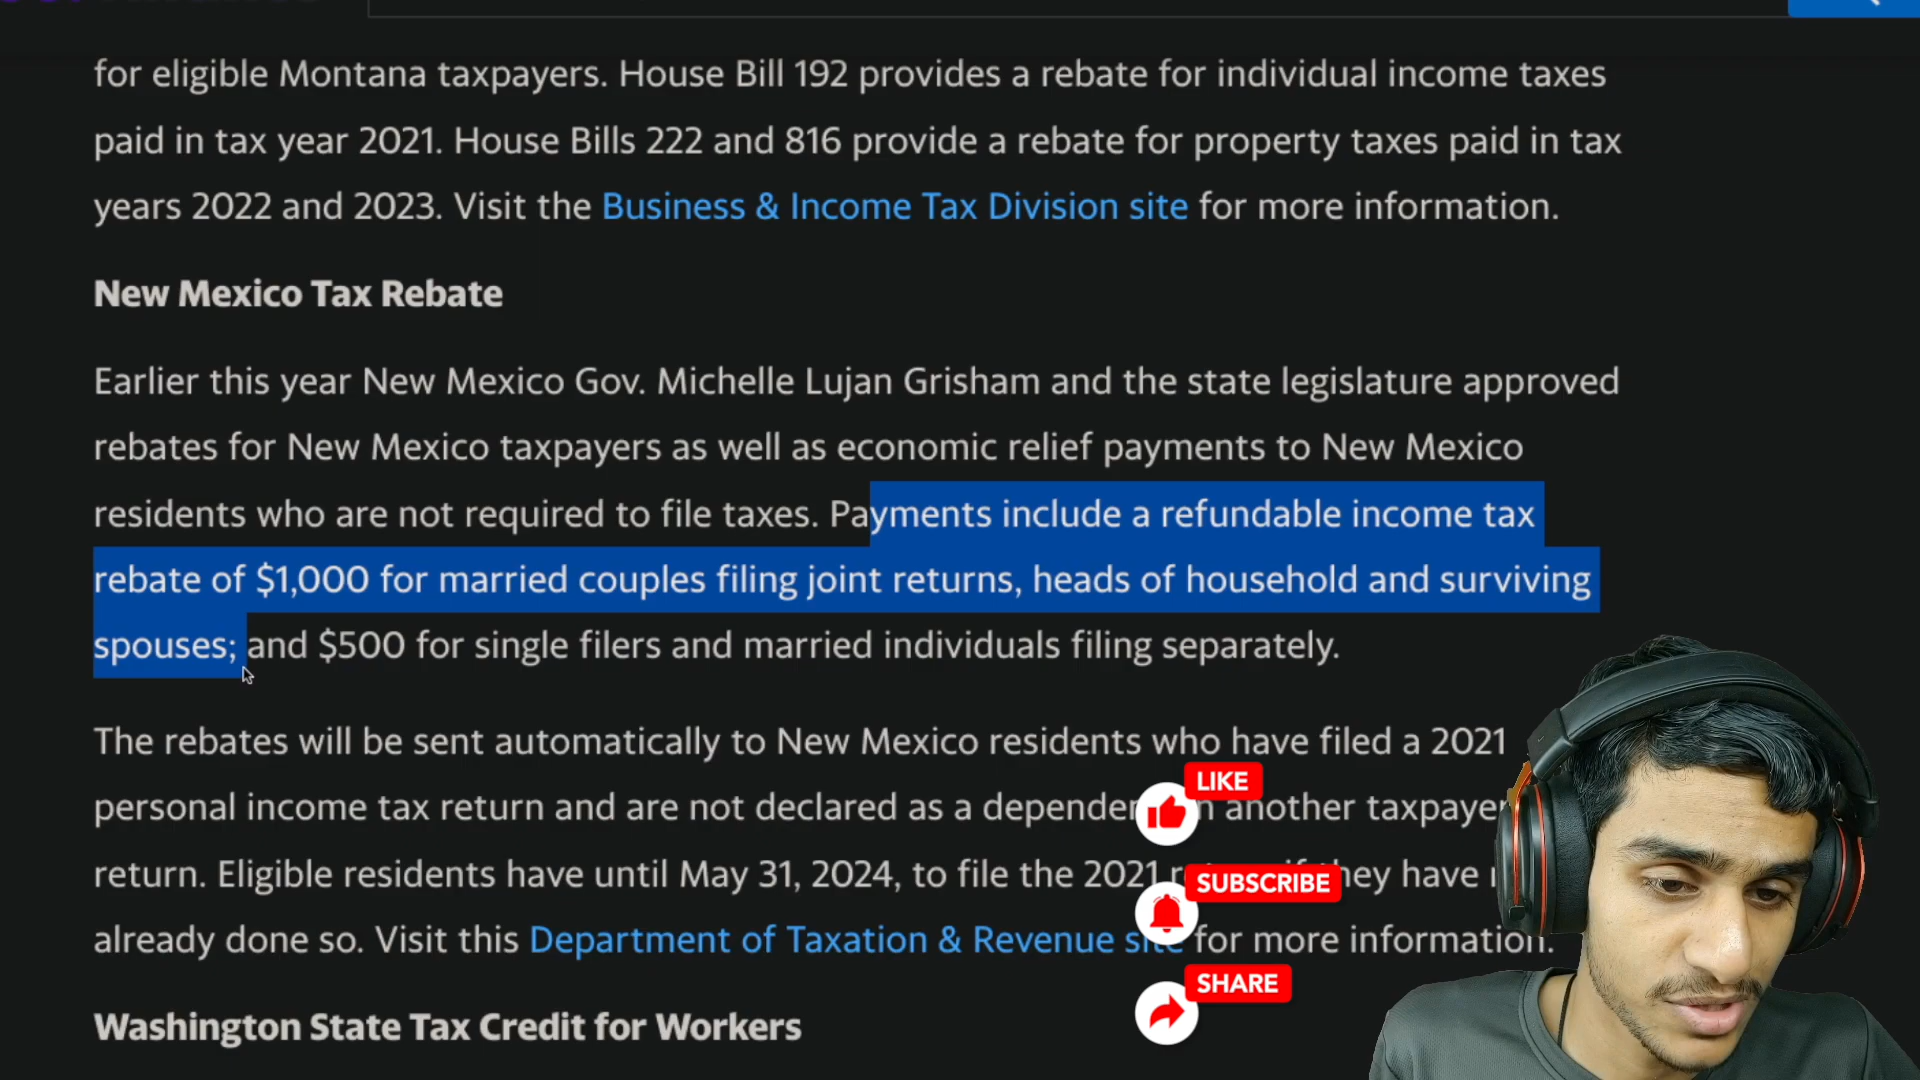 for eligible Montana taxpayers. House Bill 192 provides a rebate for individual income taxes
paid in tax year 2021. House Bills 222 and 816 provide a rebate for property taxes paid in tax
years 2022 and 2023. Visit the Business & Income Tax Division site for more information.
New Mexico Tax Rebate
Earlier this year New Mexico Gov. Michelle Lujan Grisham and the state legislature approved
rebates for New Mexico taxpayers as well as economic relief payments to New Mexico
residents who are not required to file taxes. Payments include a refundable income tax
rebate of $1,000 for married couples filing joint returns, heads of household and surviving
spouses; and $500 for single filers and married individuals filing separately.
The rebates will be sent automatically to New Mexico residents who have filed a 2021
personal income tax return and are not declared as a another
return. Eligible residents have until May 31, 2024, to file the 2021 they have
already done so. Visit this Department of Taxation & Revenue site for more information.
LIKE
SUBSCRIBE
SHARE
Washington State Tax Credit for Workers